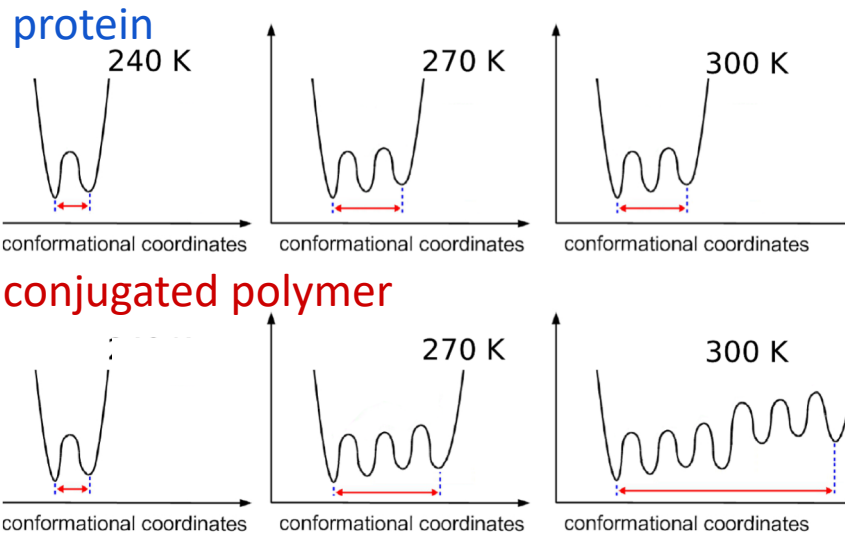 protein
240 K
270 K
300 K
conformational coordinates
conformational coordinates
conformational coordinates
conjugated polymer
270 K
300 K
conformational coordinates
conformational coordinates
conformational coordinates